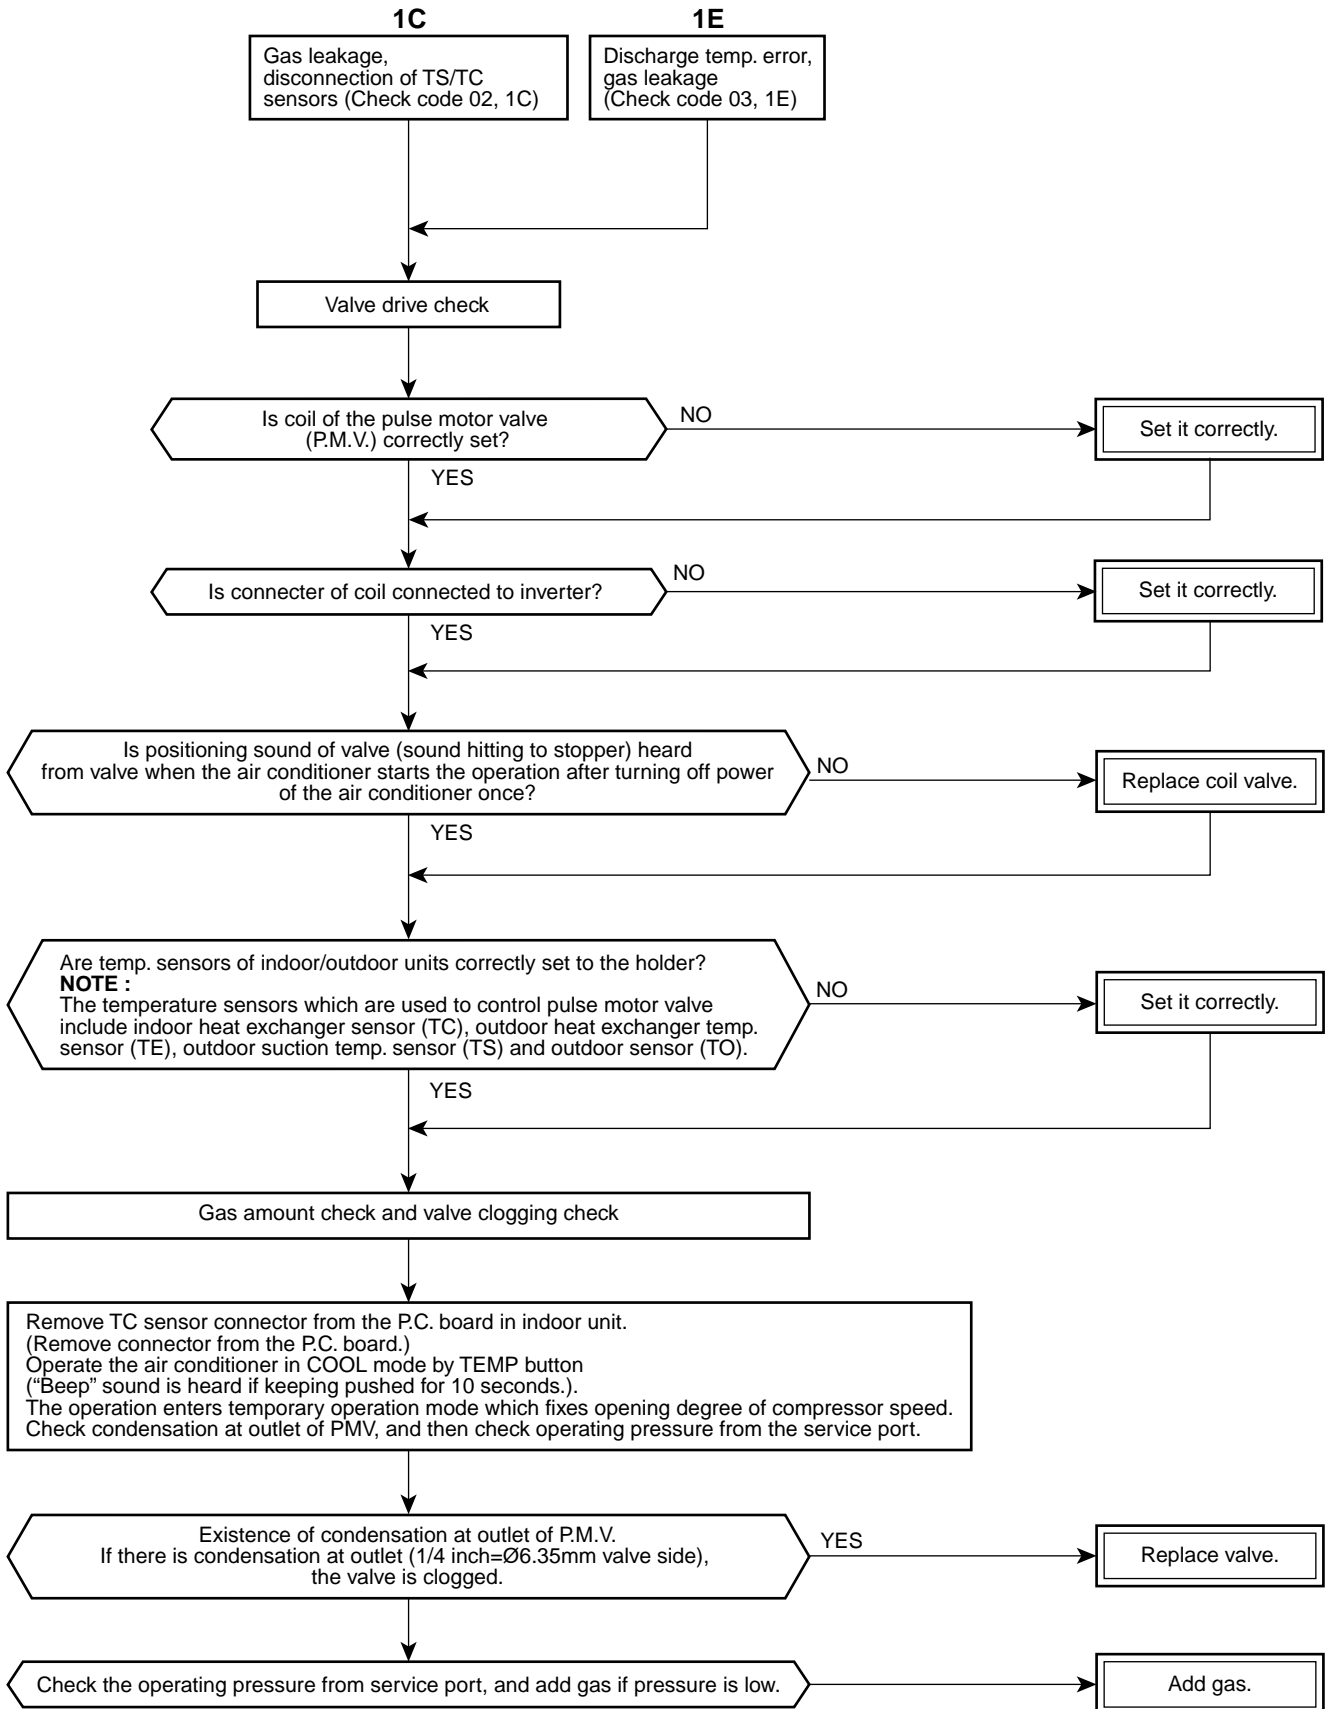 1C
Gas leakage,
disconnection of TS/TC
sensors (Check code 02, 1C)
1E
Discharge temp. error,
gas leakage
(Check code 03, 1E)
Valve drive check
Is coil of the pulse motor valve
(P.M.V.) correctly set?
NO
Set it correctly.
YES
Is connecter of coil connected to inverter?
NO
Set it correctly.
YES
Is positioning sound of valve (sound hitting to stopper) heard
from valve when the air conditioner starts the operation after turning off power
of the air conditioner once?
NO
Replace coil valve.
YES
Are temp. sensors of indoor/outdoor units correctly set to the holder?
NOTE :
The temperature sensors which are used to control pulse motor valve
include indoor heat exchanger sensor (TC), outdoor heat exchanger temp.
sensor (TE), outdoor suction temp. sensor (TS) and outdoor sensor (TO).
NO
Set it correctly.
YES
Gas amount check and valve clogging check
Remove TC sensor connector from the P.C. board in indoor unit.
(Remove connector from the P.C. board.)
Operate the air conditioner in COOL mode by TEMP button
(“Beep” sound is heard if keeping pushed for 10 seconds.).
The operation enters temporary operation mode which fixes opening degree of compressor speed.
Check condensation at outlet of PMV, and then check operating pressure from the service port.
Existence of condensation at outlet of P.M.V.
If there is condensation at outlet (1/4 inch=Ø6.35mm valve side),
the valve is clogged.
YES
Replace valve.
Check the operating pressure from service port, and add gas if pressure is low.
Add gas.